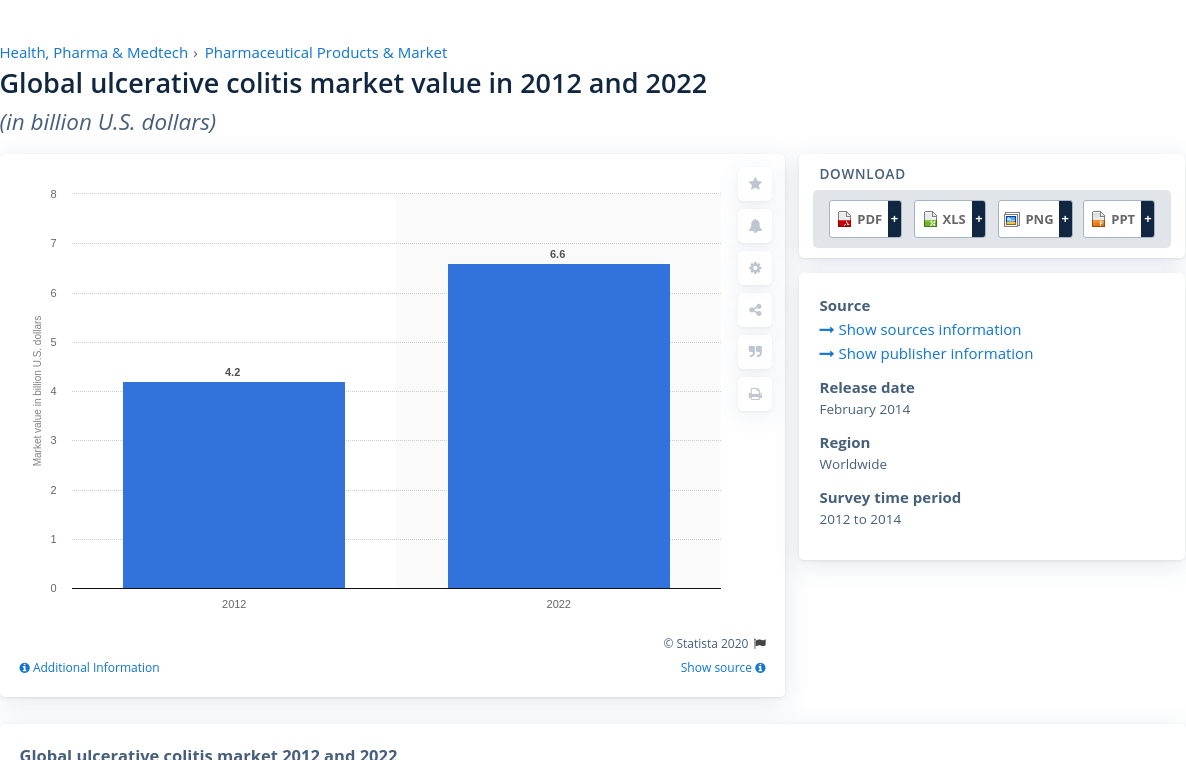 Health, Pharma & Medtech › Pharmaceutical Products & Market
Global ulcerative colitis market value in 2012 and 2022
(in billion U.S. dollars)
8
7
6
5
4
3
2
1
0
Market value in billion U.S. dollars
4.2
6.6
2012
2022
© Statista 2020
Additional Information
Show source
DOWNLOAD
PDF + XLS + PNG + PPT +
Source
Show sources information
Show publisher information
Release date
February 2014
Region
Worldwide
Survey time period
2012 to 2014
Global ulcerative colitis market 2012 and 2022